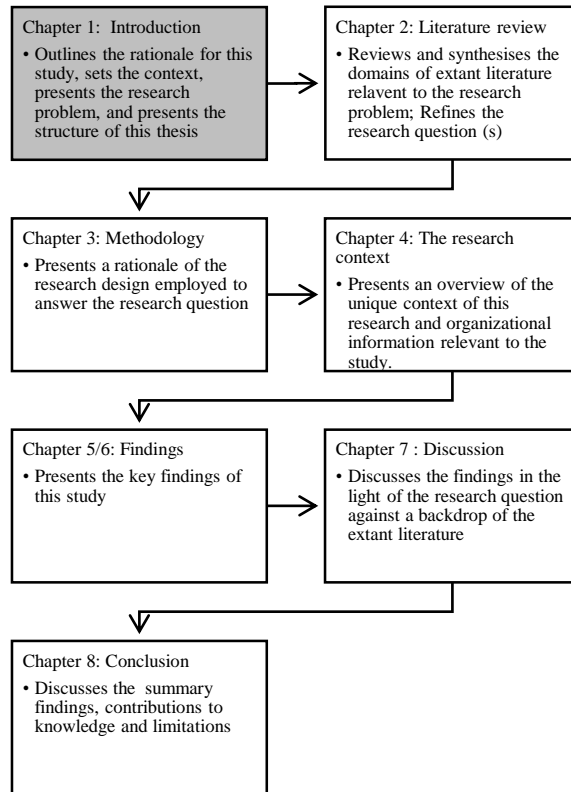 Chapter 1:  Introduction
• Outlines the rationale for this
study, sets the context,
presents the research
problem, and presents the
structure of this thesis
Chapter 2: Literature review
• Reviews and synthesises the
domains of extant literature
relavent to the research
problem; Refines the
research question (s)
Chapter 3: Methodology
• Presents a rationale of the
research design employed to
answer the research question
Chapter 4: The research
context
• Presents an overview of the
unique context of this
research and organizational
information relevant to the
study.
Chapter 5/6: Findings
• Presents the key findings of
this study
Chapter 7 : Discussion
• Discusses the findings in the
light of the research question
against a backdrop of the
extant literature
Chapter 8: Conclusion
• Discusses the  summary
findings, contributions to
knowledge and limitations